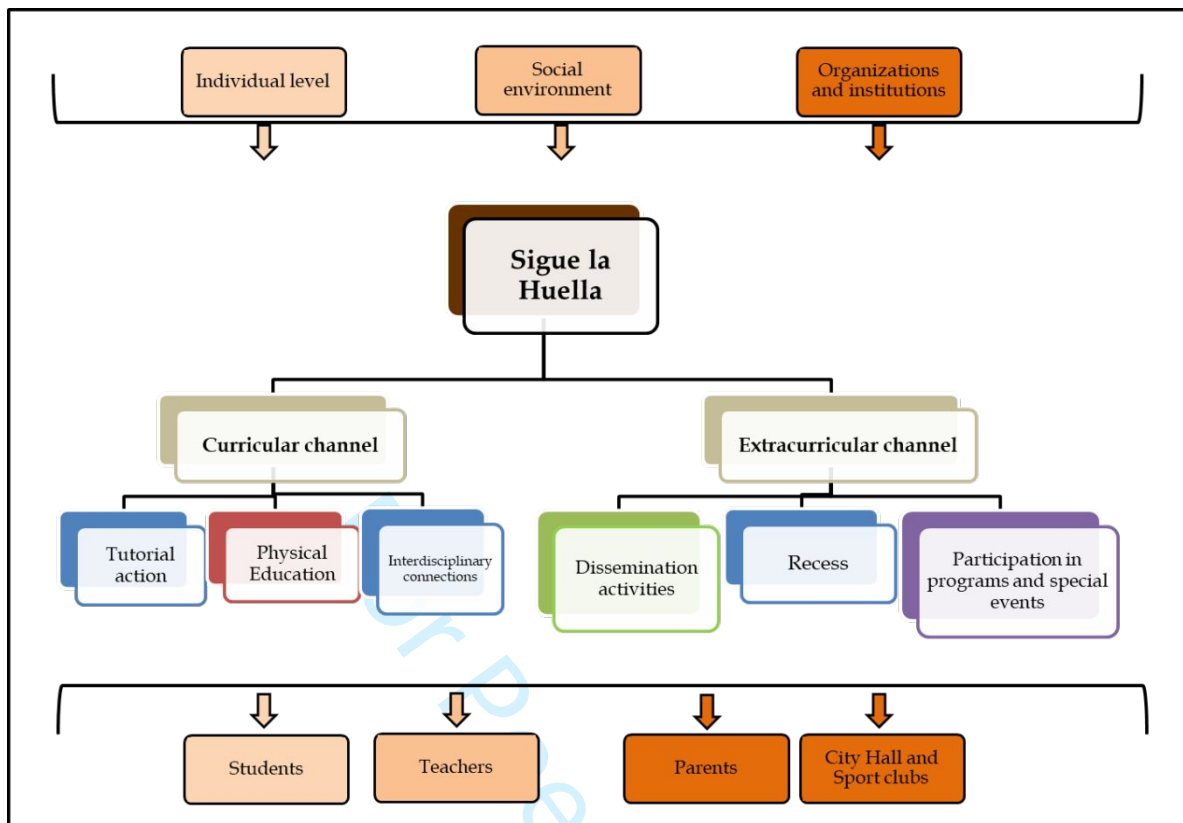 Individual level
Social
environment
Organizations
and institutions
Sigue la
Huella
Curricular channel
Extracurricular channel
Tutorial
action
Physical
Education
Interdisciplinary
connections
Dissemination
activities
Recess
Participation in
programs and special
events
Students
Teachers
Parents
City Hall and
Sport clubs